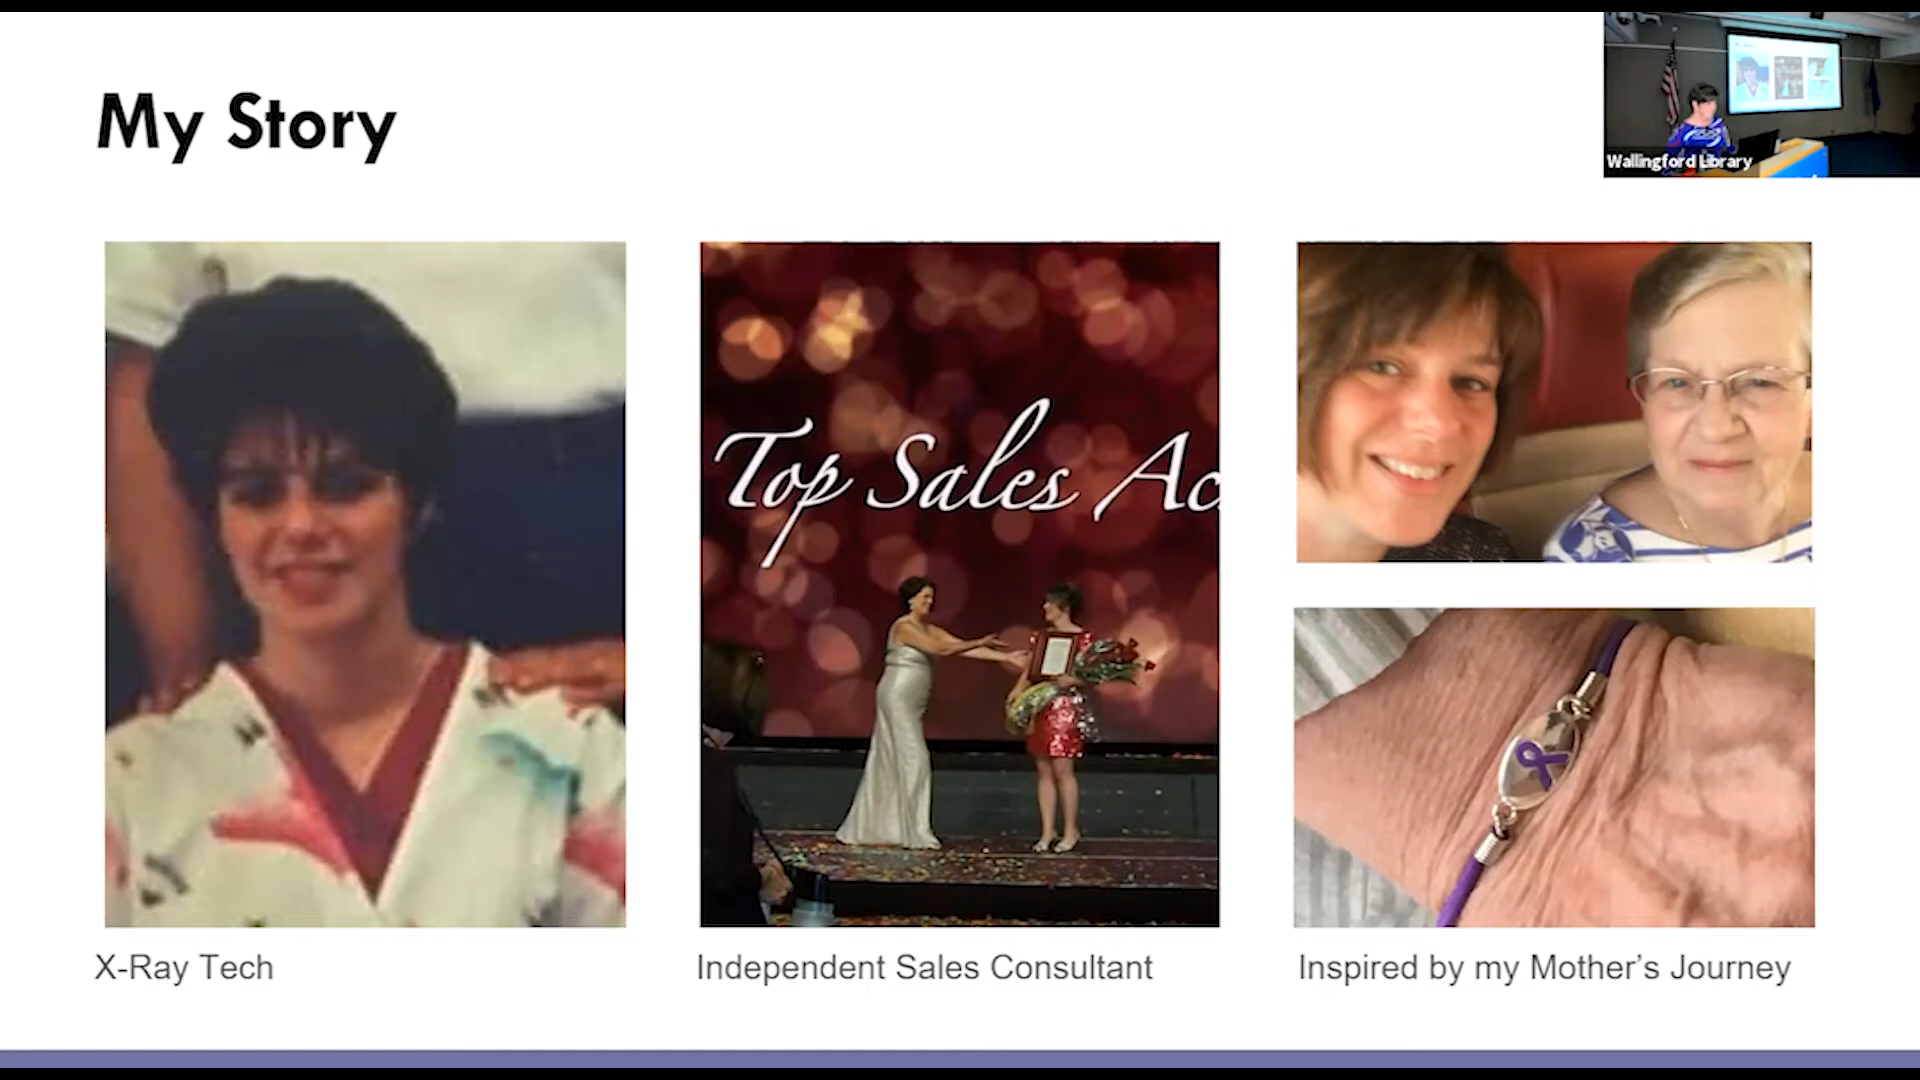 My Story
Wallingford Library
Top Sales Ac
X-Ray Tech
Independent Sales Consultant
Inspired by my Mother's Journey